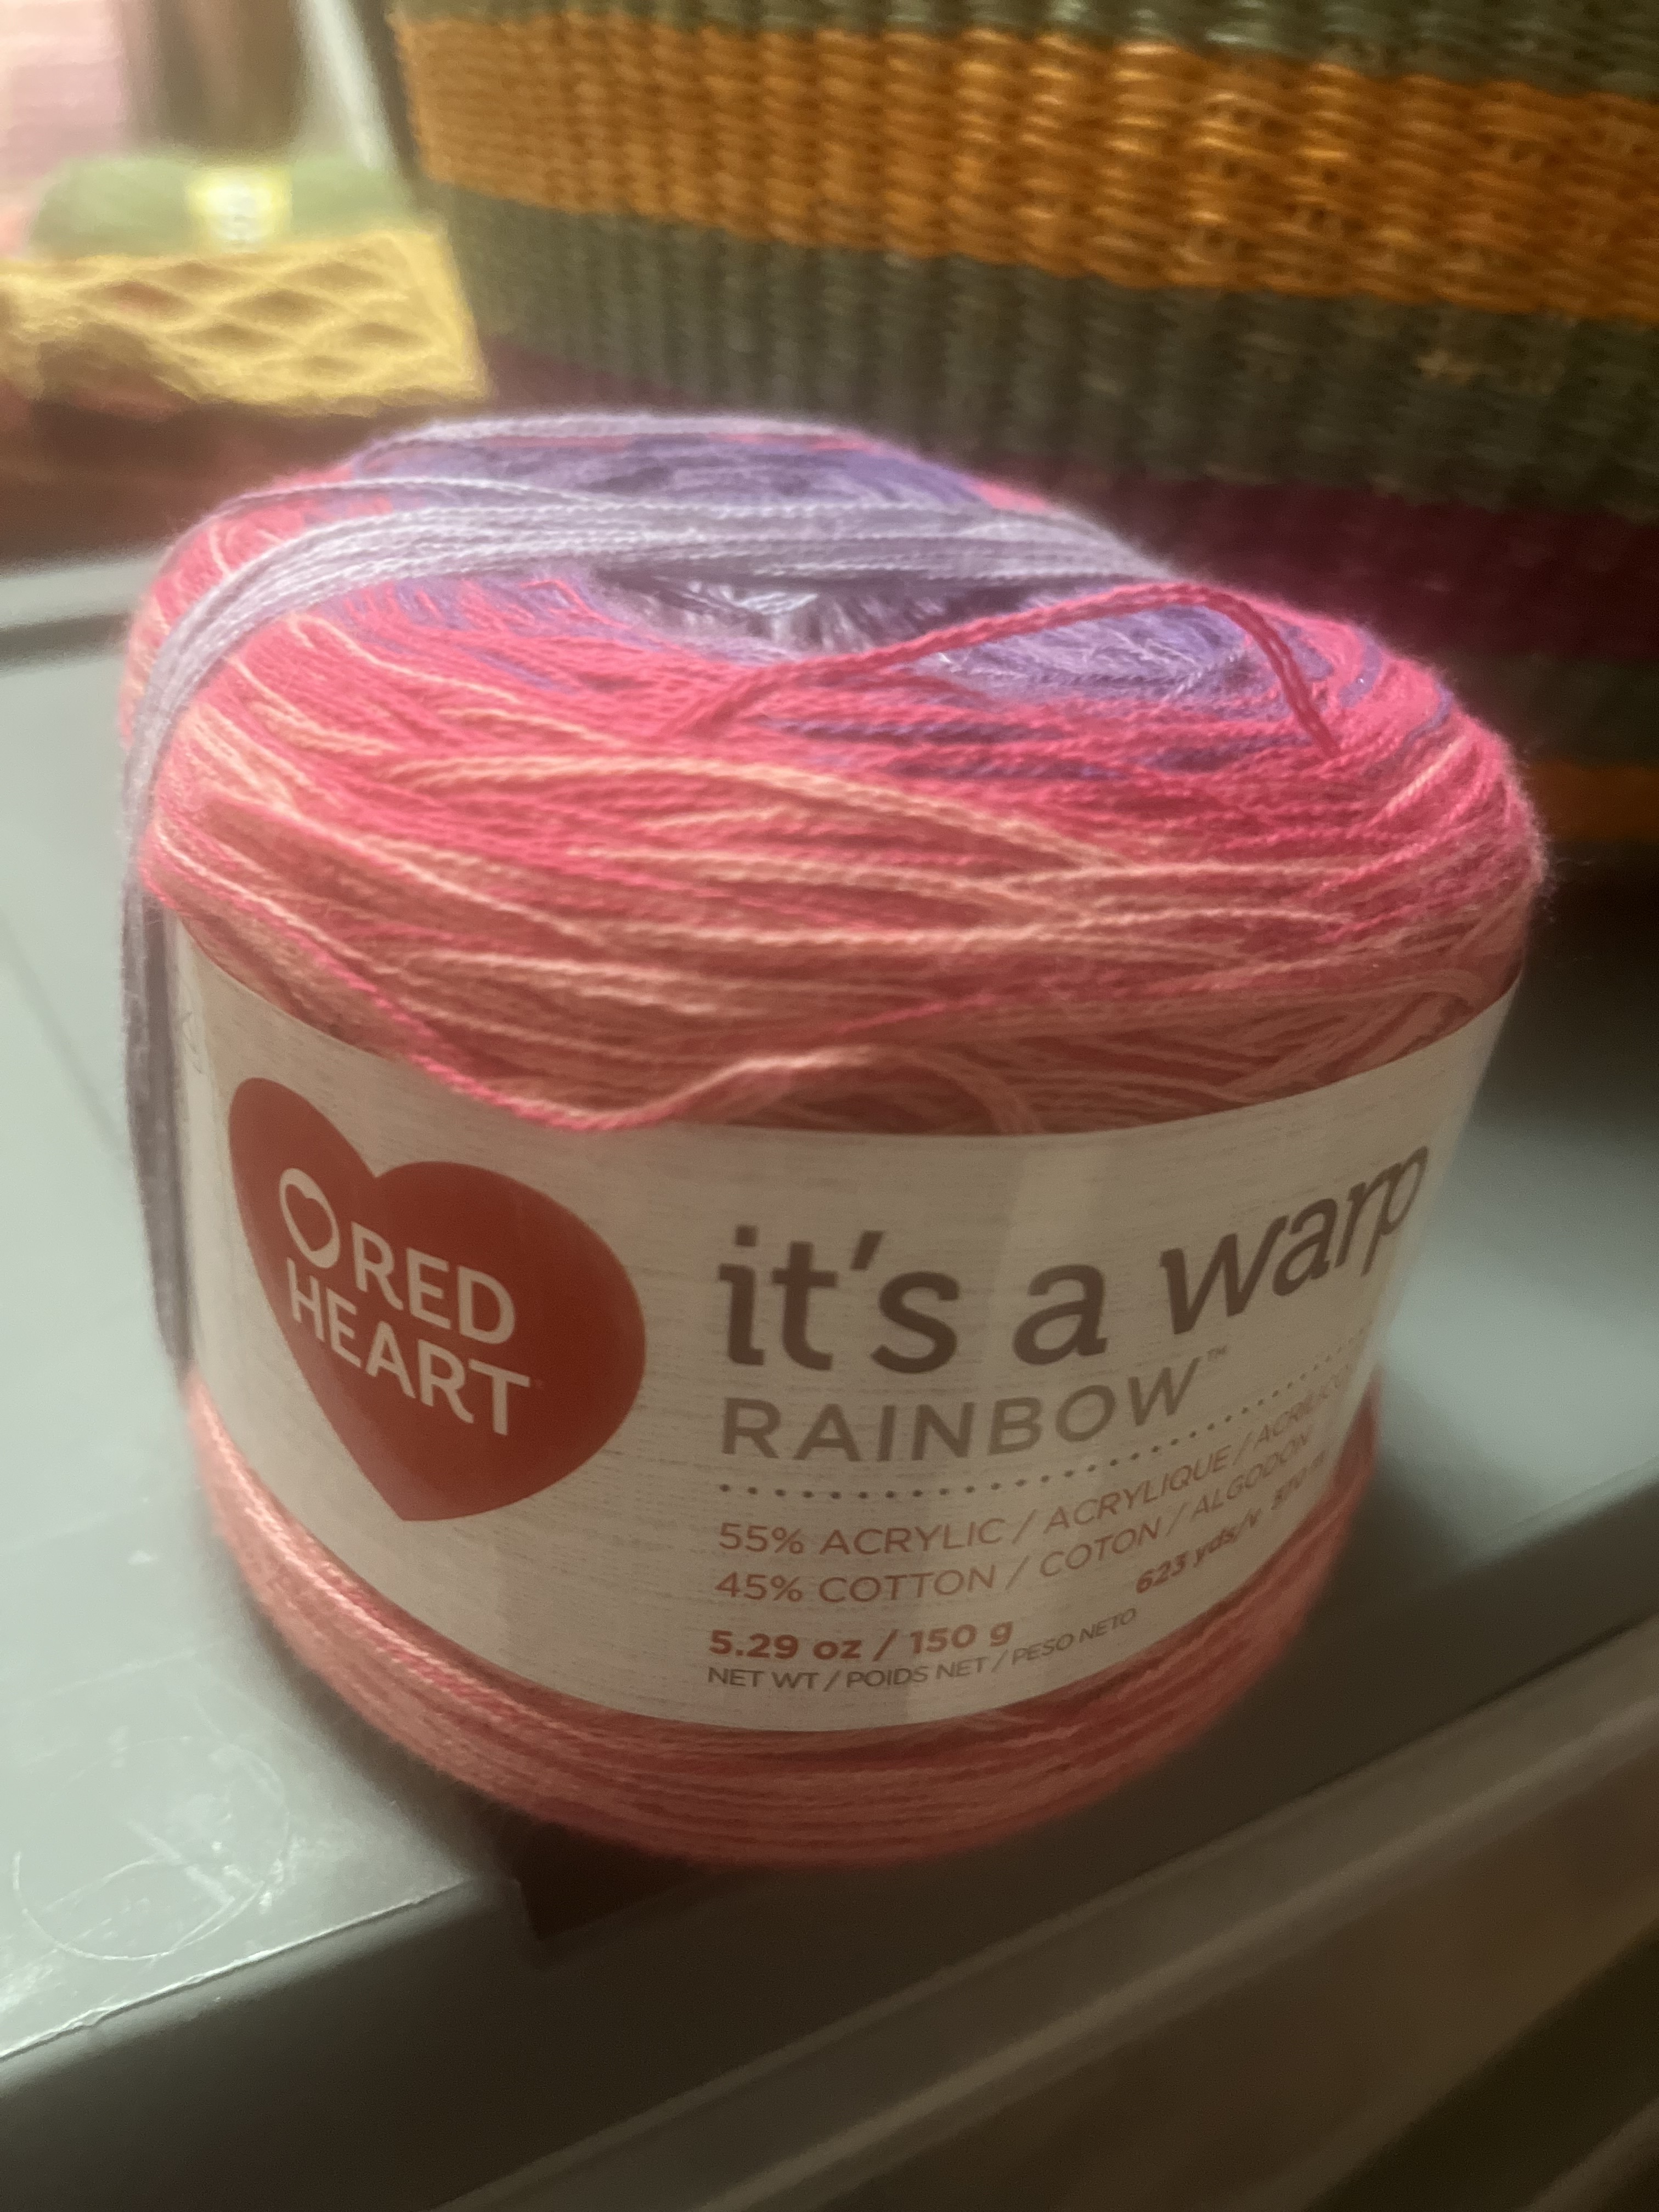 RED
HEART
it's a warp
RAINBOW™
55% ACRYLIC / ACRYLIQUE /
45% COTTON / COTON / ALGODON
5.29 oz / 150 g
NET WT / POIDS NET / PESO NETO
623 yds/v.